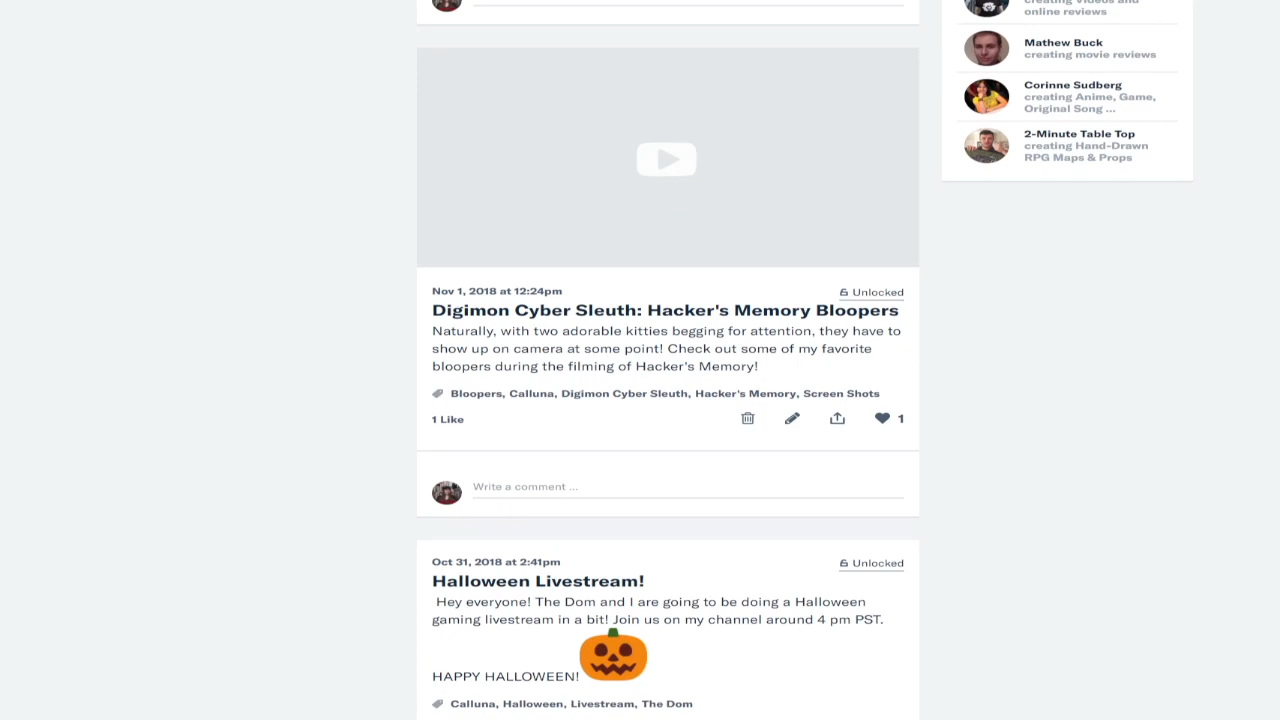 creating Videos and
online reviews
Mathew Buck
creating movie reviews
Corinne Sudberg
creating Anime, Game,
Original Song ...
2-Minute Table Top
creating Hand-Drawn
RPG Maps & Props
Nov 1, 2018 at 12:24pm
Unlocked
Digimon Cyber Sleuth: Hacker's Memory Bloopers
Naturally, with two adorable kitties begging for attention, they have to
show up on camera at some point! Check out some of my favorite
bloopers during the filming of Hacker's Memory!
Bloopers, Calluna, Digimon Cyber Sleuth, Hacker's Memory, Screen Shots
1 Like
1
Write a comment ...
Oct 31, 2018 at 2:41pm
Unlocked
Halloween Livestream!
Hey everyone! The Dom and I are going to be doing a Halloween
gaming livestream in a bit! Join us on my channel around 4 pm PST.
HAPPY HALLOWEEN!
Calluna, Halloween, Livestream, The Dom